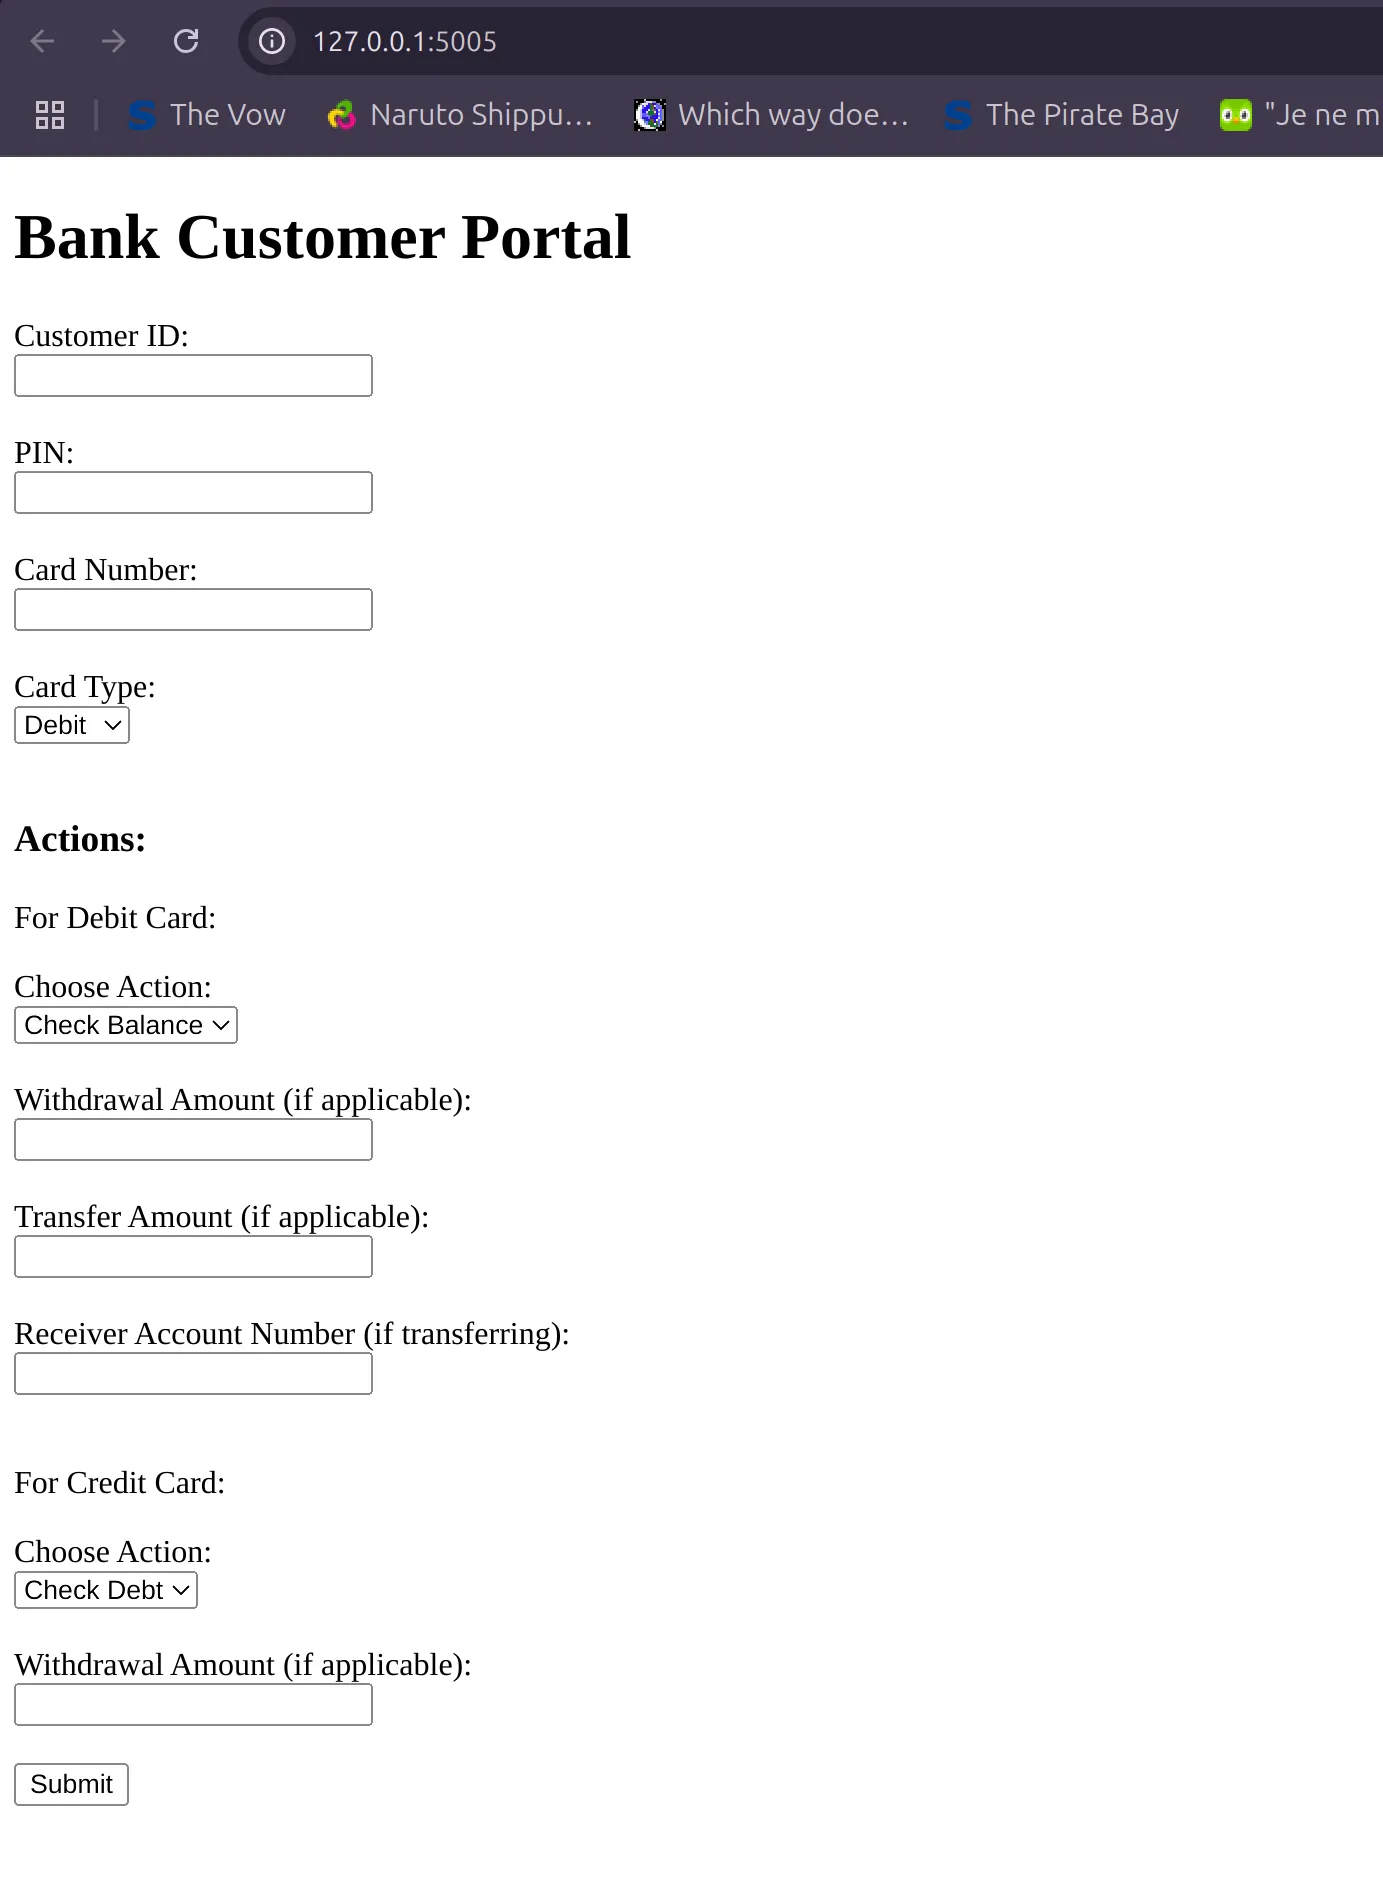 127.0.0.1:5005
The Vow Naruto Shippu... Which way doe... The Pirate Bay "Je ne m
Bank Customer Portal
Customer ID:
PIN:
Card Number:
Card Type:
Debit
Actions:
For Debit Card:
Choose Action:
Check Balance
Withdrawal Amount (if applicable):
Transfer Amount (if applicable):
Receiver Account Number (if transferring):
For Credit Card:
Choose Action:
Check Debt
Withdrawal Amount (if applicable):
Submit